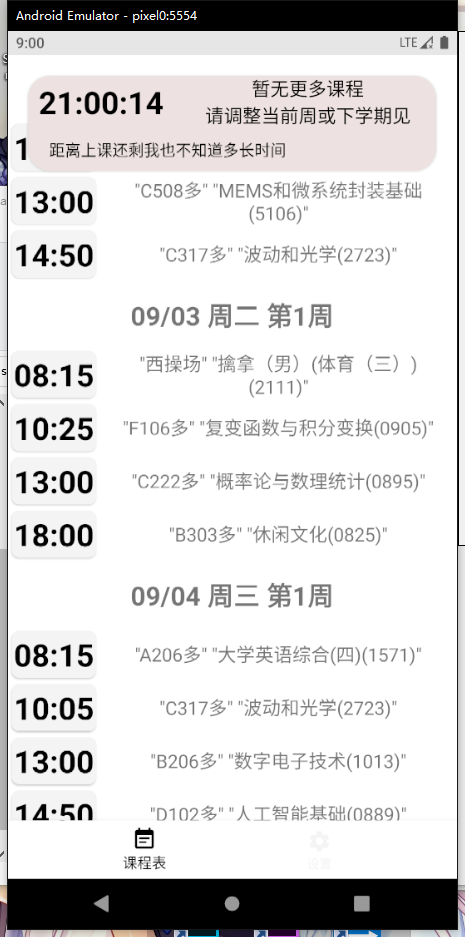 Android Emulator - pixel0:5554
9:00
LTE
21:00:14
暂无更多课程
请调整当前周或下学期见
距离上课还剩我也不知道多长时间
1
13:00
"C508多" "MEMS和微系统封装基础
(5106)"
14:50
"C317多" "波动和光学(2723)"
09/03 周二 第1周
08:15
"西操场" "擒拿（男）(体育（三）)
(2111)"
10:25
"F106多" "复变函数与积分变换(0905)"
13:00
"C222多" "概率论与数理统计(0895)"
18:00
"B303多" "休闲文化(0825)"
09/04 周三 第1周
08:15
"A206多" "大学英语综合(四)(1571)"
10:05
"C317多" "波动和光学(2723)"
13:00
"B206多" "数字电子技术(1013)"
14:50
"D102多" "人工智能基础(0889)"
课程表
设置